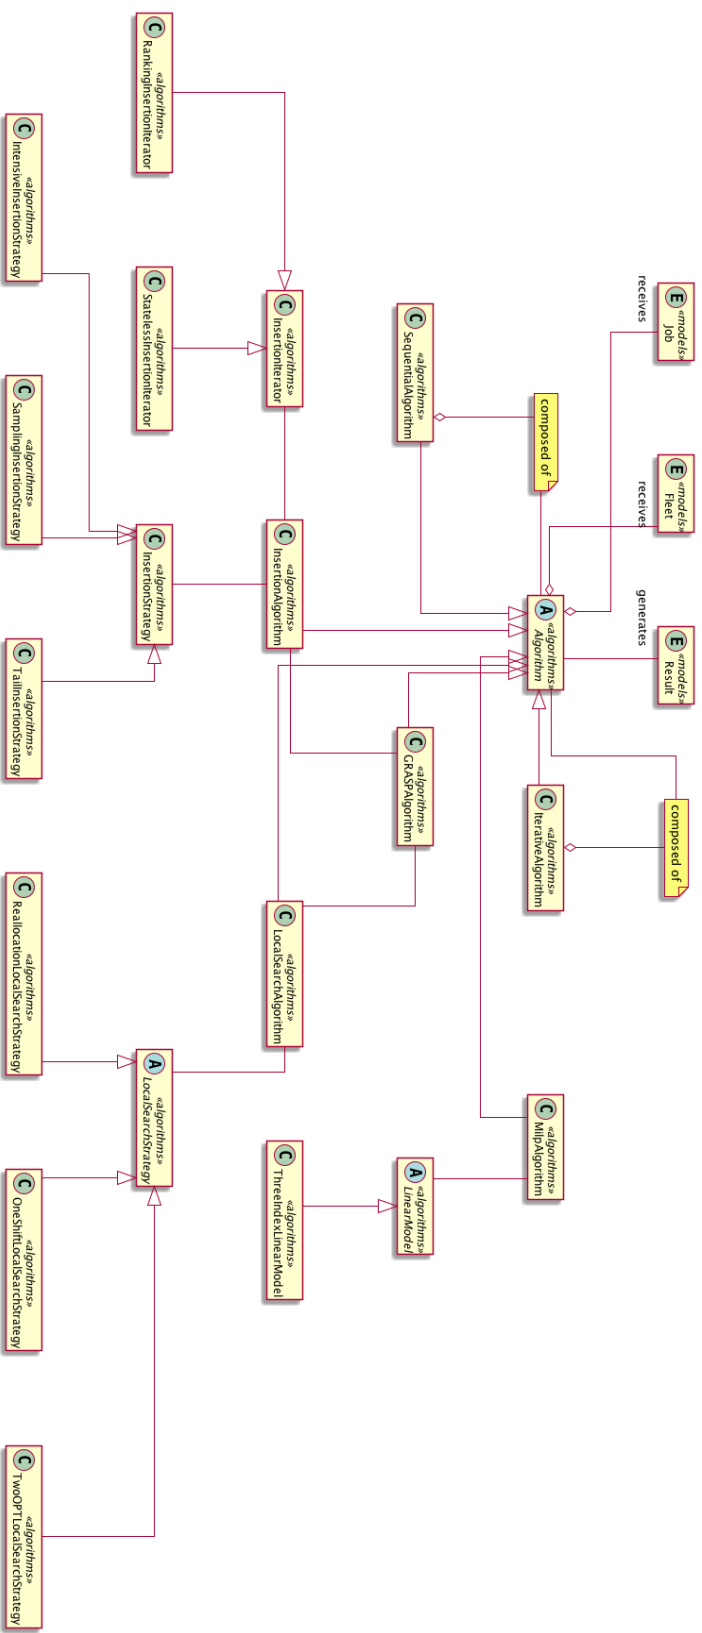 E «models»
Job
E «models»
Fleet
E «models»
Result
composed of
receives
receives
generates
composed of
A «algorithms»
Algorithm
C «algorithms»
IterativeAlgorithm
C «algorithms»
MilpAlgorithm
C «algorithms»
SequentialAlgorithm
C «algorithms»
GRASPAlgorithm
A «algorithms»
LinearModel
C «algorithms»
InsertionIterator
C «algorithms»
InsertionAlgorithm
C «algorithms»
LocalSearchAlgorithm
C «algorithms»
ThreeIndexLinearModel
C «algorithms»
RankingInsertionIterator
C «algorithms»
StatelessInsertionIterator
C «algorithms»
InsertionStrategy
A «algorithms»
LocalSearchStrategy
C «algorithms»
IntensiveInsertionStrategy
C «algorithms»
SamplingInsertionStrategy
C «algorithms»
TailInsertionStrategy
C «algorithms»
ReallocationLocalSearchStrategy
C «algorithms»
OneShiftLocalSearchStrategy
C «algorithms»
TwoOPTLocalSearchStrategy